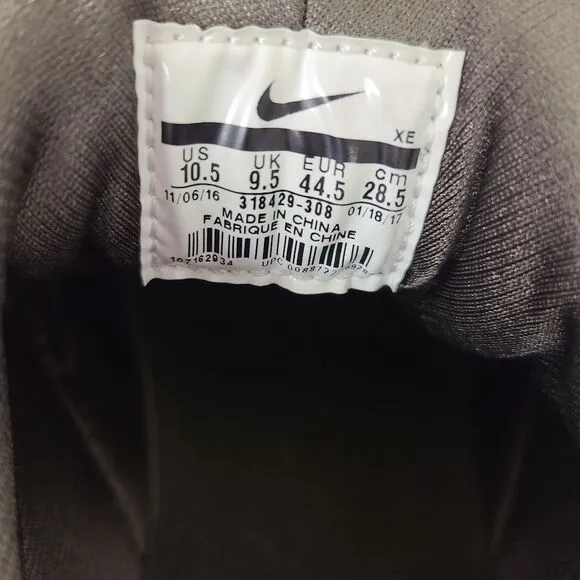 XE
US UK EUR cm
10.5 9.5 44.5 28.5
11/06/16 318429-308 01/18/17
MADE IN CHINA
FABRIQUE EN CHINE
UPC